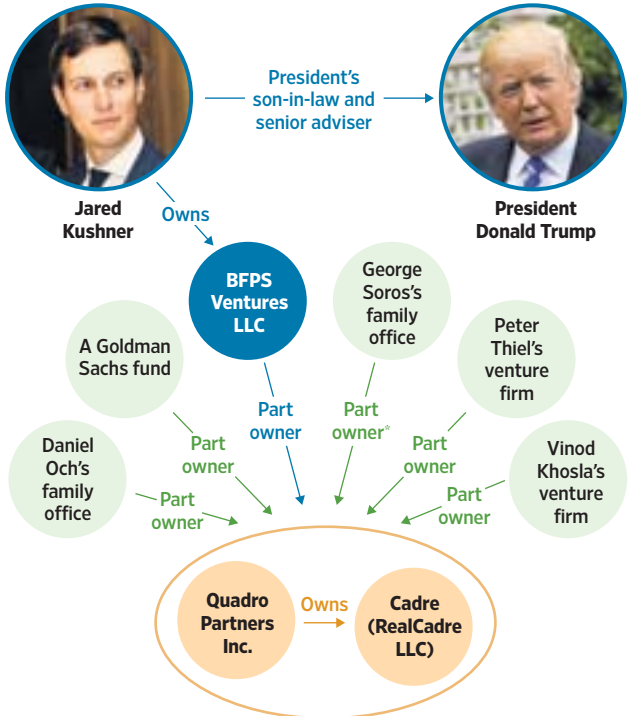 President's
son-in-law and
senior adviser
Jared
Kushner
President
Donald Trump
Owns
BFPS
Ventures
LLC
George
Soros's
family
office
A Goldman
Sachs fund
Peter
Thiel's
venture
firm
Daniel
Och's
family
office
Vinod
Khosla's
venture
firm
Part
owner
Part
owner
Part
owner
Part
owner*
Part
owner
Part
owner
Quadro
Partners
Inc.
Owns
Cadre
(RealCadre
LLC)